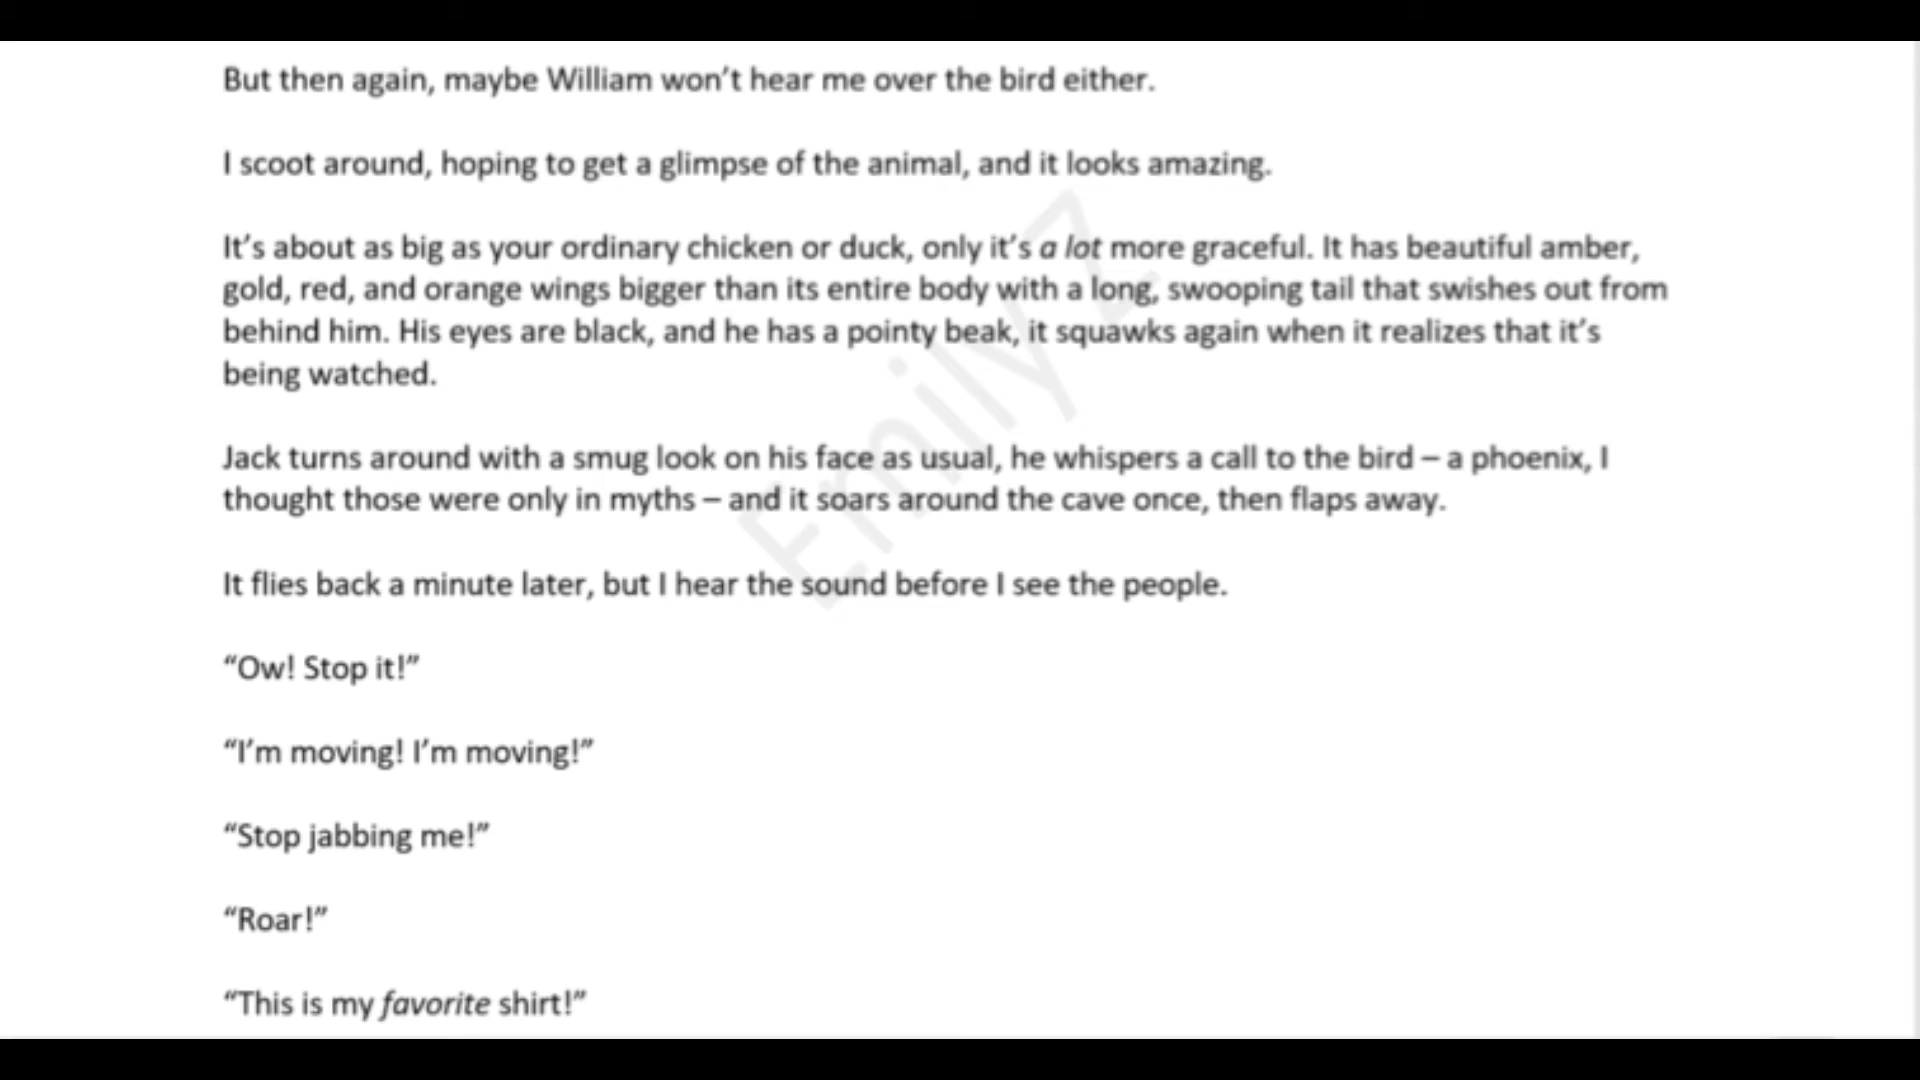 But then again, maybe William won’t hear me over the bird either.
I scoot around, hoping to get a glimpse of the animal, and it looks amazing.
It’s about as big as your ordinary chicken or duck, only it’s a lot more graceful. It has beautiful amber,
gold, red, and orange wings bigger than its entire body with a long, swooping tail that swishes out from
behind him. His eyes are black, and he has a pointy beak, it squawks again when it realizes that it’s
being watched.
Jack turns around with a smug look on his face as usual, he whispers a call to the bird – a phoenix, I
thought those were only in myths – and it soars around the cave once, then flaps away.
It flies back a minute later, but I hear the sound before I see the people.
“Ow! Stop it!”
“I’m moving! I’m moving!”
“Stop jabbing me!”
“Roar!”
“This is my favorite shirt!”
Emily Z